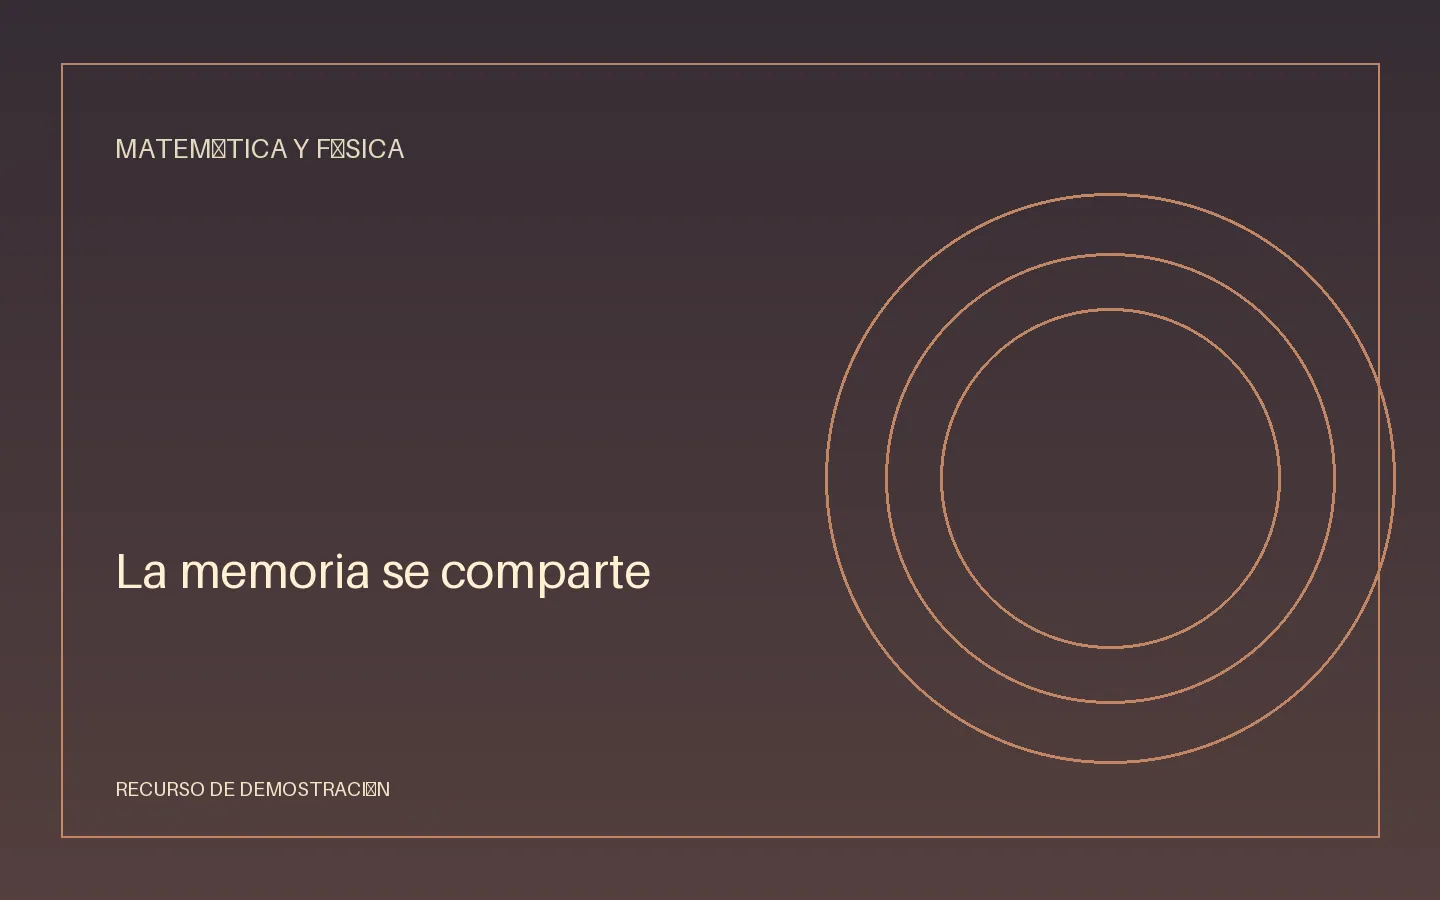 MATEM☒TICA Y F☒SICA
La memoria se comparte
RECURSO DE DEMOSTRACI☒N